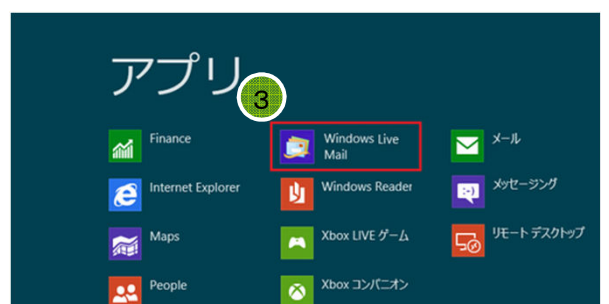 アプリ
3
Finance
Internet Explorer
Maps
People
Windows Live
Mail
Windows Reader
Xbox LIVE ゲーム
Xbox コンパニオン
メール
メッセージング
リモート デスクトップ